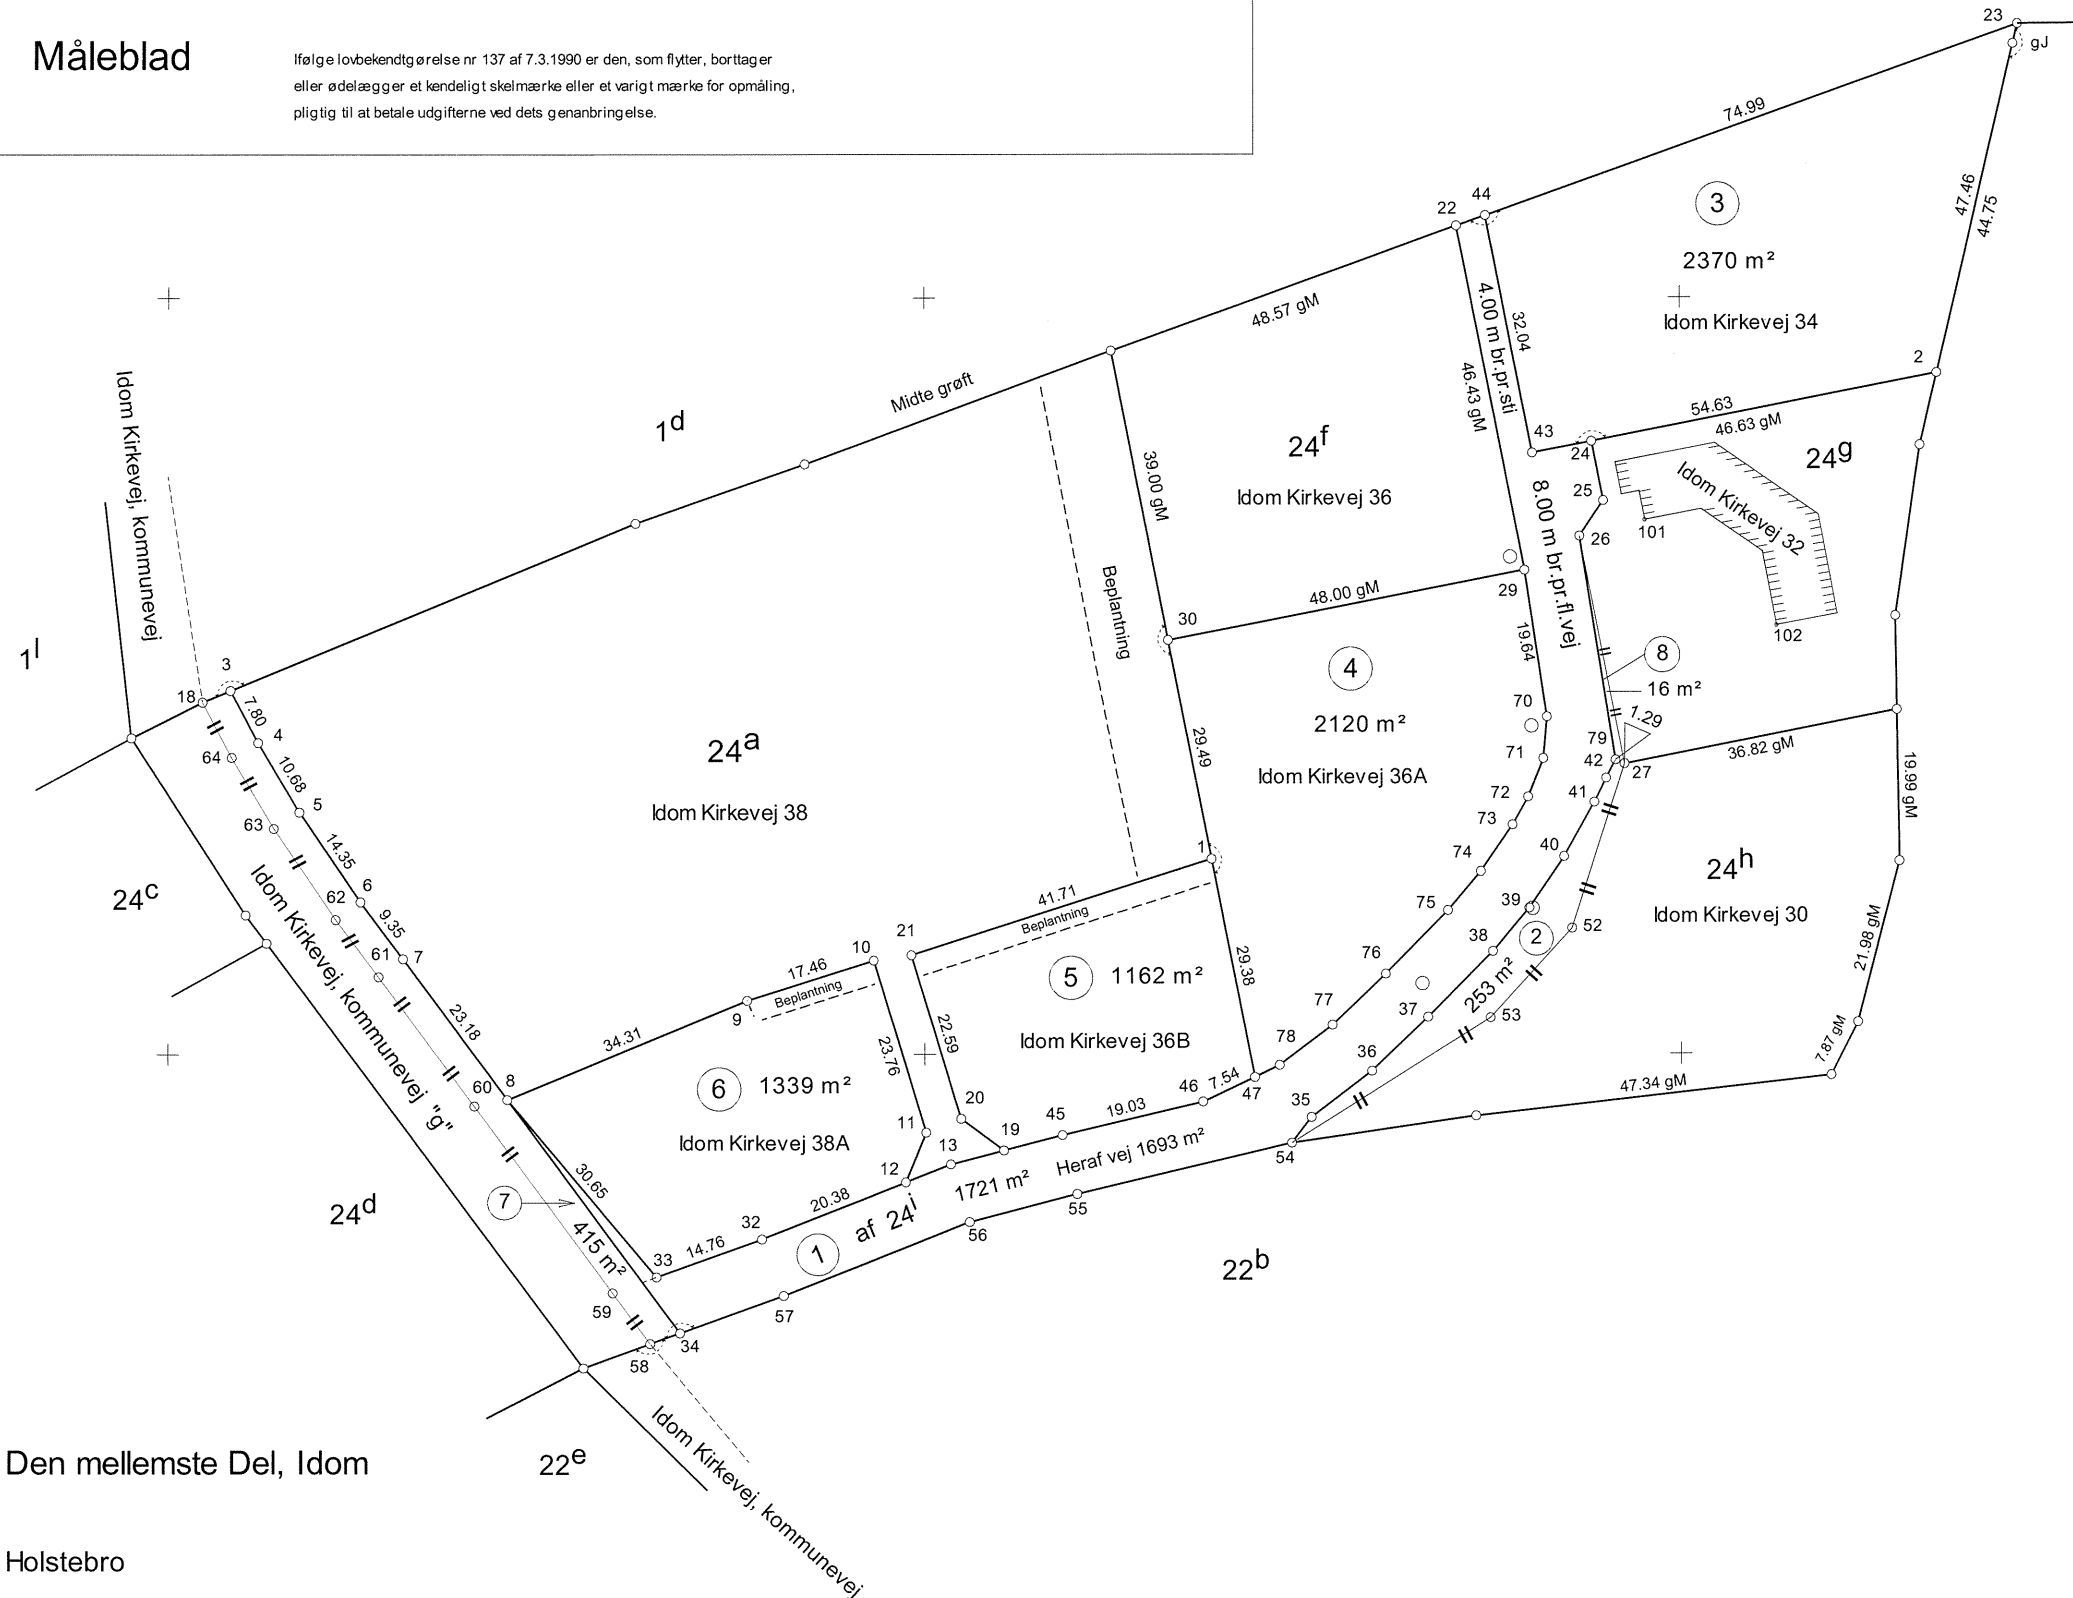 Måleblad
Ifølge lovbekendtgørelse nr 137 af 7.3.1990 er den, som flytter, borttager
eller ødelægger et kendeligt skelmærke eller et varigt mærke for opmåling,
pligtig til at betale udgifterne ved dets genanbringelse.
23
gJ
74.99
47.46
44.75
3
2370 m²
Idom Kirkevej 34
22
44
48.57 gM
4.00 m br.pr.sti
32.04
46.43 gM
2
54.63
46.63 gM
43
24
24g
Idom Kirkevej 32
25
101
26
102
Idom Kirkevej, kommunevej
1d
Midte grøft
39.00 gM
24f
Idom Kirkevej 36
8.00 m br.pr.fl.vej
Beplantning
30
48.00 gM
29
19.64
8
16 m²
1l
3
18
7.80
4
64
10.68
5
63
14.35
6
62
9.35
61
7
24a
Idom Kirkevej 38
4
2120 m²
Idom Kirkevej 36A
29.49
70
71
72
73
74
75
76
77
78
79
1.29
42
27
41
36.82 gM
19.99 gM
40
39
38
37
36
35
2
253 m²
52
53
24h
Idom Kirkevej 30
21.98 gM
7.87 gM
47.34 gM
24c
Idom Kirkevej, kommunevej "g"
23.18
60
8
34.31
9
17.46
Beplantning
10
21
41.71
Beplantning
1
5
1162 m²
Idom Kirkevej 36B
29.38
22.59
23.76
6
1339 m²
Idom Kirkevej 38A
11
20
12
13
19
45
19.03
46
7.54
47
54
Heraf vej 1693 m²
1721 m²
af 24i
1
55
56
57
20.38
32
14.76
33
30.65
7
415 m²
59
58
34
24d
22b
22e
Idom Kirkevej, kommunevej
Den mellemste Del, Idom
Holstebro